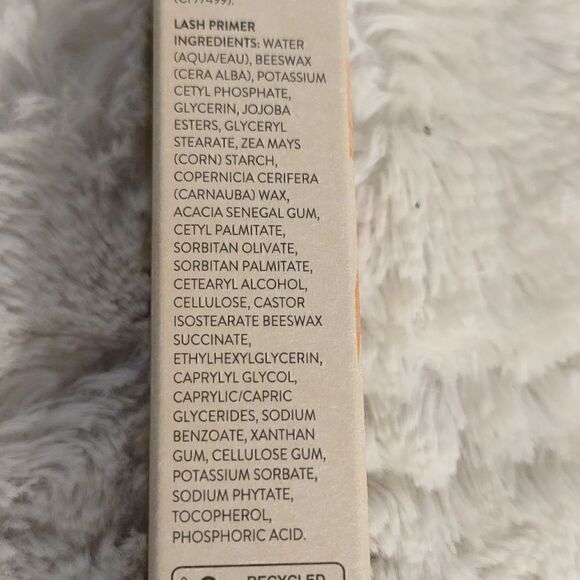 (CI 77499).
LASH PRIMER
INGREDIENTS: WATER
(AQUA/EAU), BEESWAX
(CERA ALBA), POTASSIUM
CETYL PHOSPHATE,
GLYCERIN, JOJOBA
ESTERS, GLYCERYL
STEARATE, ZEA MAYS
(CORN) STARCH,
COPERNICIA CERIFERA
(CARNAUBA) WAX,
ACACIA SENEGAL GUM,
CETYL PALMITATE,
SORBITAN OLIVATE,
SORBITAN PALMITATE,
CETEARYL ALCOHOL,
CELLULOSE, CASTOR
ISOSTEARATE BEESWAX
SUCCINATE,
ETHYLHEXYLGLYCERIN,
CAPRYLYL GLYCOL,
CAPRYLIC/CAPRIC
GLYCERIDES, SODIUM
BENZOATE, XANTHAN
GUM, CELLULOSE GUM,
POTASSIUM SORBATE,
SODIUM PHYTATE,
TOCOPHEROL,
PHOSPHORIC ACID.
RECYCLED